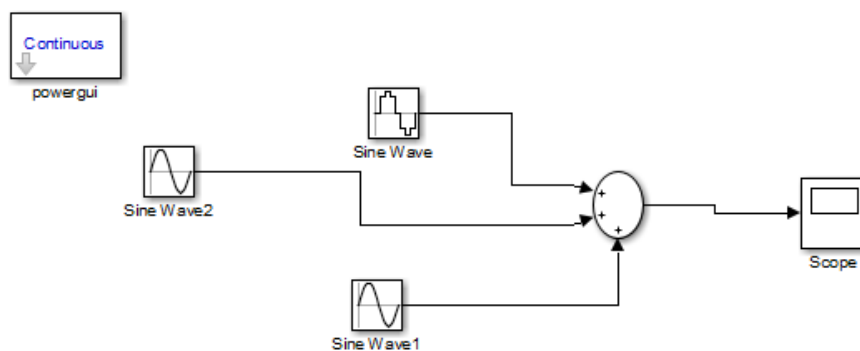 Continuous
powergui
Sine Wave
Sine Wave2
+
+
+
Sine Wave1
Scope